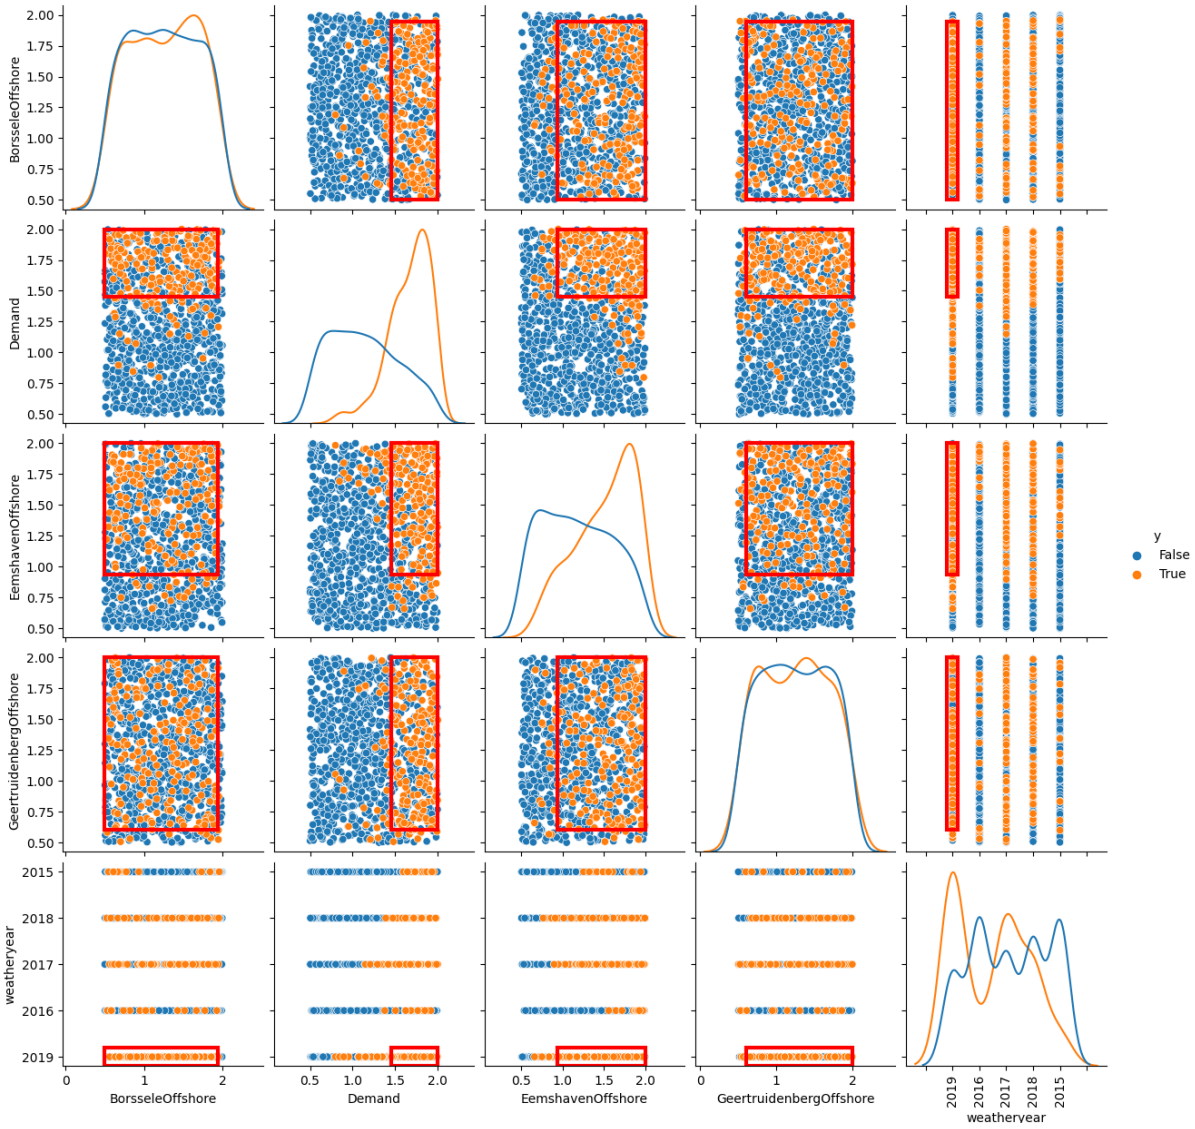 2.00
1.75
1.50
1.25
1.00
0.75
0.50
BorsseleOffshore
2.00
1.75
1.50
1.25
1.00
0.75
0.50
Demand
2.00
1.75
1.50
1.25
1.00
0.75
0.50
EemshavenOffshore
y
False
True
2.00
1.75
1.50
1.25
1.00
0.75
0.50
GeertruidenbergOffshore
2015
2018
2017
2016
2019
weatheryear
0 1 2
BorsseleOffshore
0.5 1.0 1.5 2.0
Demand
0.5 1.0 1.5 2.0
EemshavenOffshore
0 1 2
GeertruidenbergOffshore
2019 2016 2017 2018 2015
weatheryear